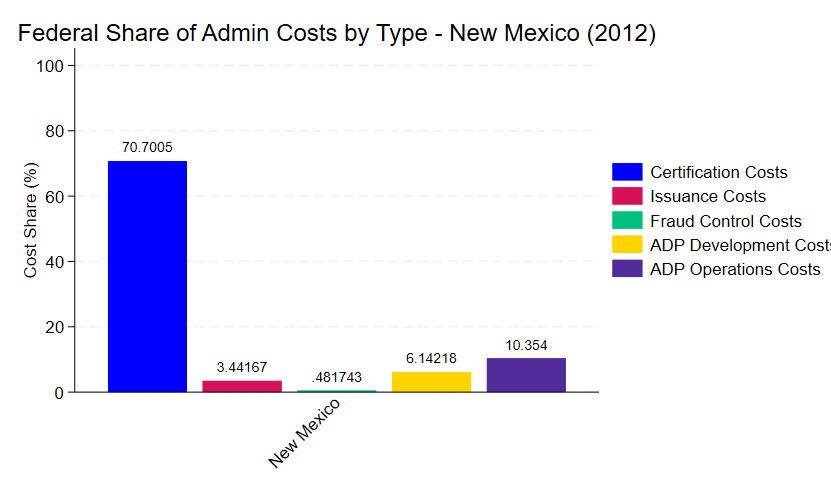 Federal Share of Admin Costs by Type - New Mexico (2012)
Cost Share (%)
100
80
60
40
20
0
70.7005
3.44167
.481743
6.14218
10.354
New Mexico
Certification Costs
Issuance Costs
Fraud Control Costs
ADP Development Costs
ADP Operations Costs